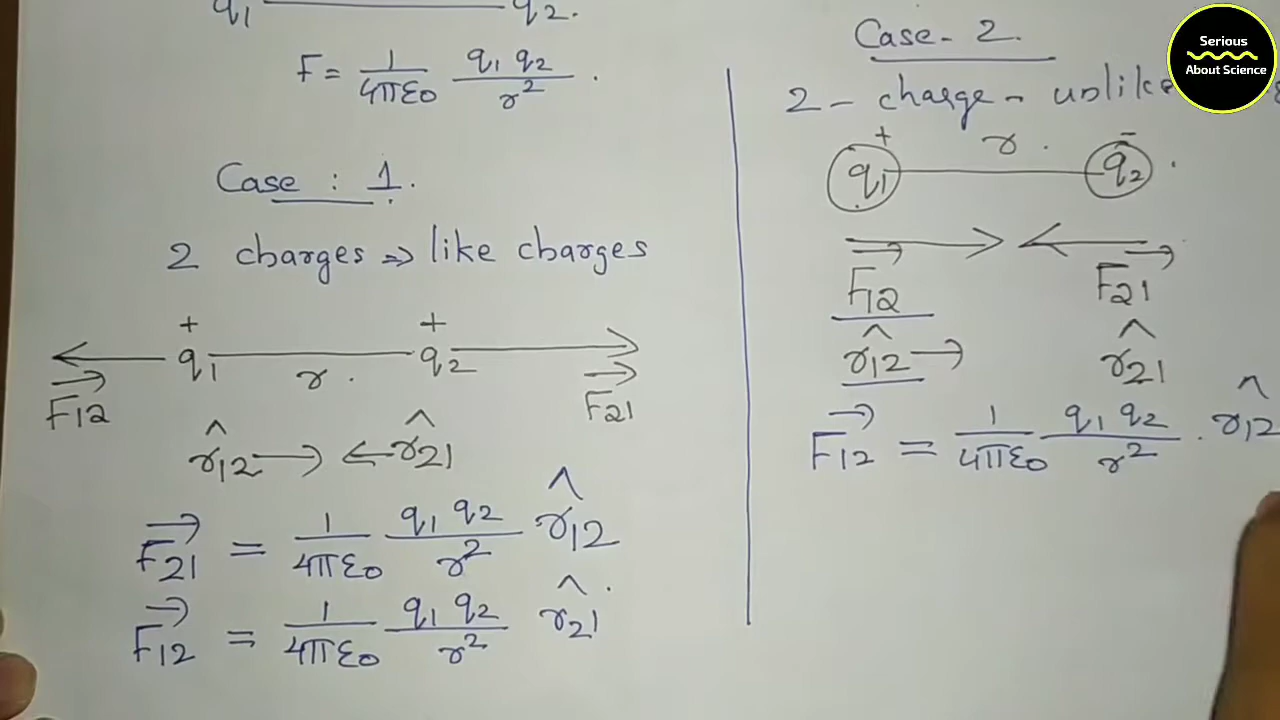 q₁ q₂.
F = 1/4πε₀ q₁ q₂/r² .
Case : 1.
2 charges ⇒ like charges
+ +
q₁ r . q₂
F₁₂→ F₂₁→
r̂₁₂ → ← r̂₂₁
F₂₁→ = 1/4πε₀ q₁ q₂/r² r̂₁₂
F₁₂→ = 1/4πε₀ q₁ q₂/r² r̂₂₁ .
Case - 2.
2 - charge - unlike
+ r . -
q₁ q₂ .
F₁₂→ F₂₁→
r̂₁₂ → r̂₂₁
F₁₂→ = 1/4πε₀ q₁ q₂/r² . r̂₁₂
Serious
About Science